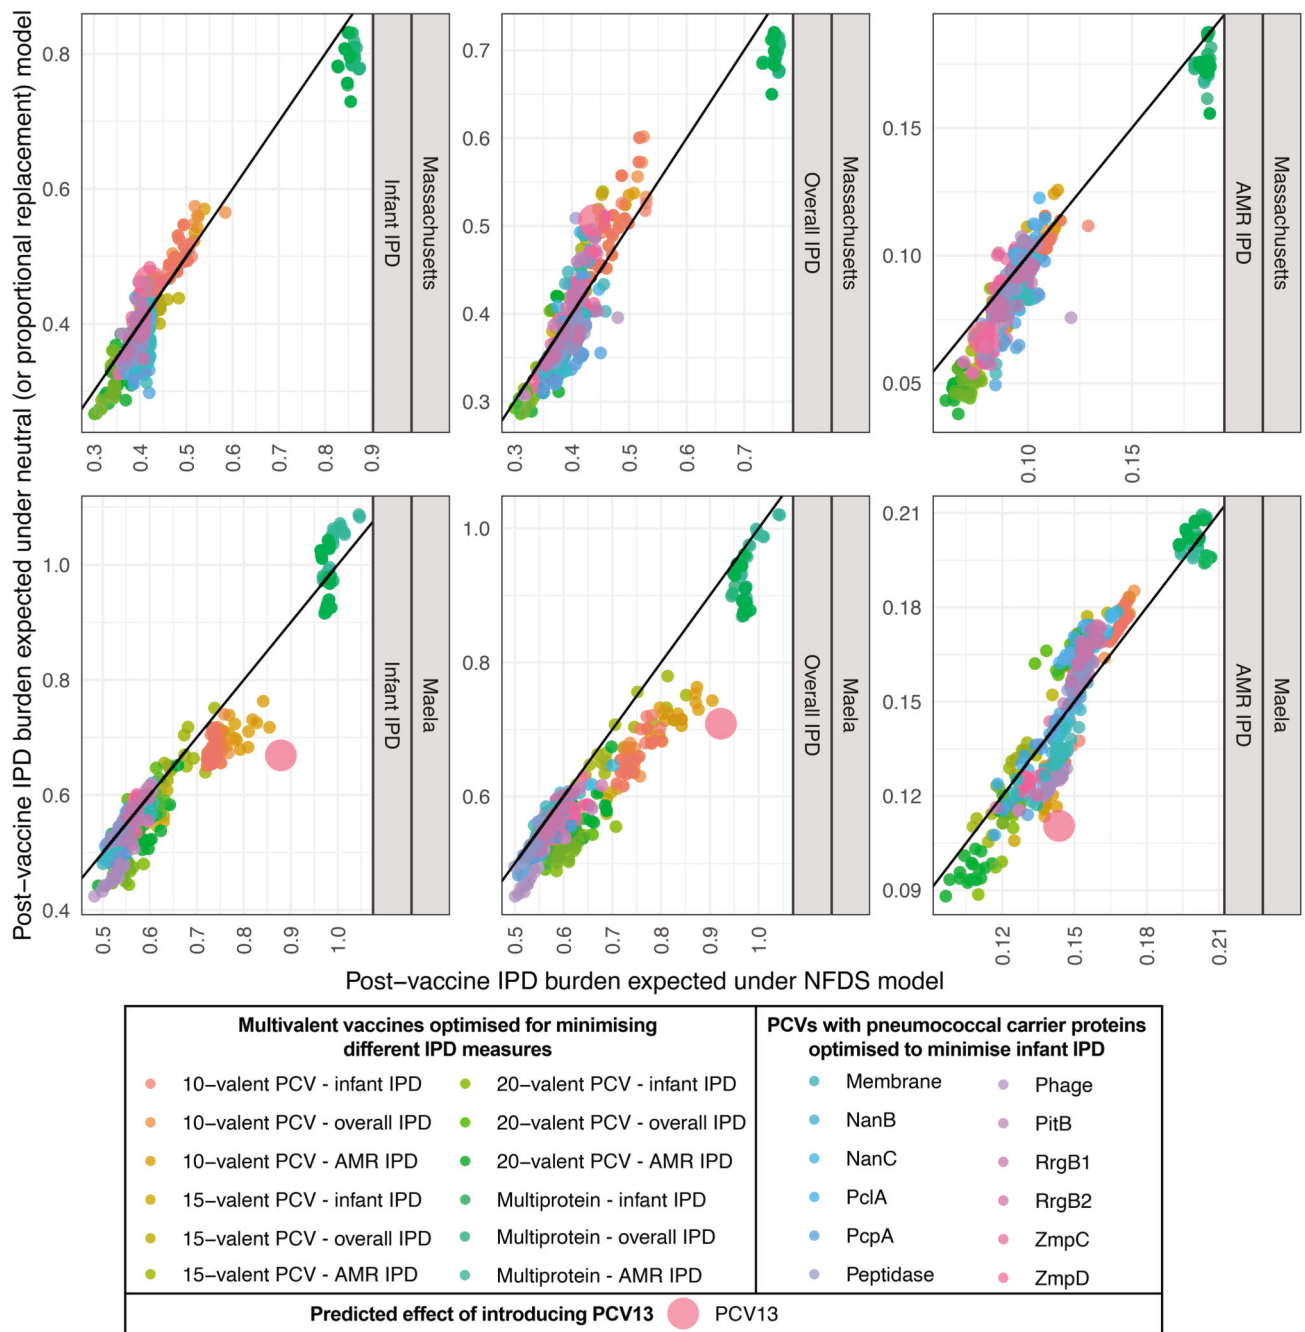 Post−vaccine IPD burden expected under neutral (or proportional replacement) model
0.8
0.6
0.4
0.3
0.4
0.5
0.6
0.7
0.8
0.9
Infant IPD
Massachusetts
0.7
0.6
0.5
0.4
0.3
0.3
0.4
0.5
0.6
0.7
Overall IPD
Massachusetts
0.15
0.10
0.05
0.10
0.15
AMR IPD
Massachusetts
1.0
0.8
0.6
0.4
0.5
0.6
0.7
0.8
0.9
1.0
Infant IPD
Maela
1.0
0.8
0.6
0.5
0.6
0.7
0.8
0.9
1.0
Overall IPD
Maela
0.21
0.18
0.15
0.12
0.09
0.12
0.15
0.18
0.21
AMR IPD
Maela
Post−vaccine IPD burden expected under NFDS model
Multivalent vaccines optimised for minimising
different IPD measures
10−valent PCV - infant IPD
10−valent PCV - overall IPD
10−valent PCV - AMR IPD
15−valent PCV - infant IPD
15−valent PCV - overall IPD
15−valent PCV - AMR IPD
20−valent PCV - infant IPD
20−valent PCV - overall IPD
20−valent PCV - AMR IPD
Multiprotein - infant IPD
Multiprotein - overall IPD
Multiprotein - AMR IPD
PCVs with pneumococcal carrier proteins
optimised to minimise infant IPD
Membrane
NanB
NanC
PclA
PcpA
Peptidase
Phage
PitB
RrgB1
RrgB2
ZmpC
ZmpD
Predicted effect of introducing PCV13
PCV13